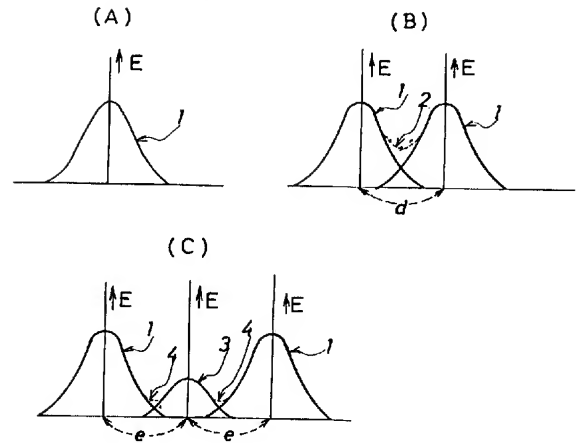 (A)
↑E
1
(B)
↑E ↑E
1 2 1
d
(C)
↑E ↑E ↑E
1 4 3 4 1
e e